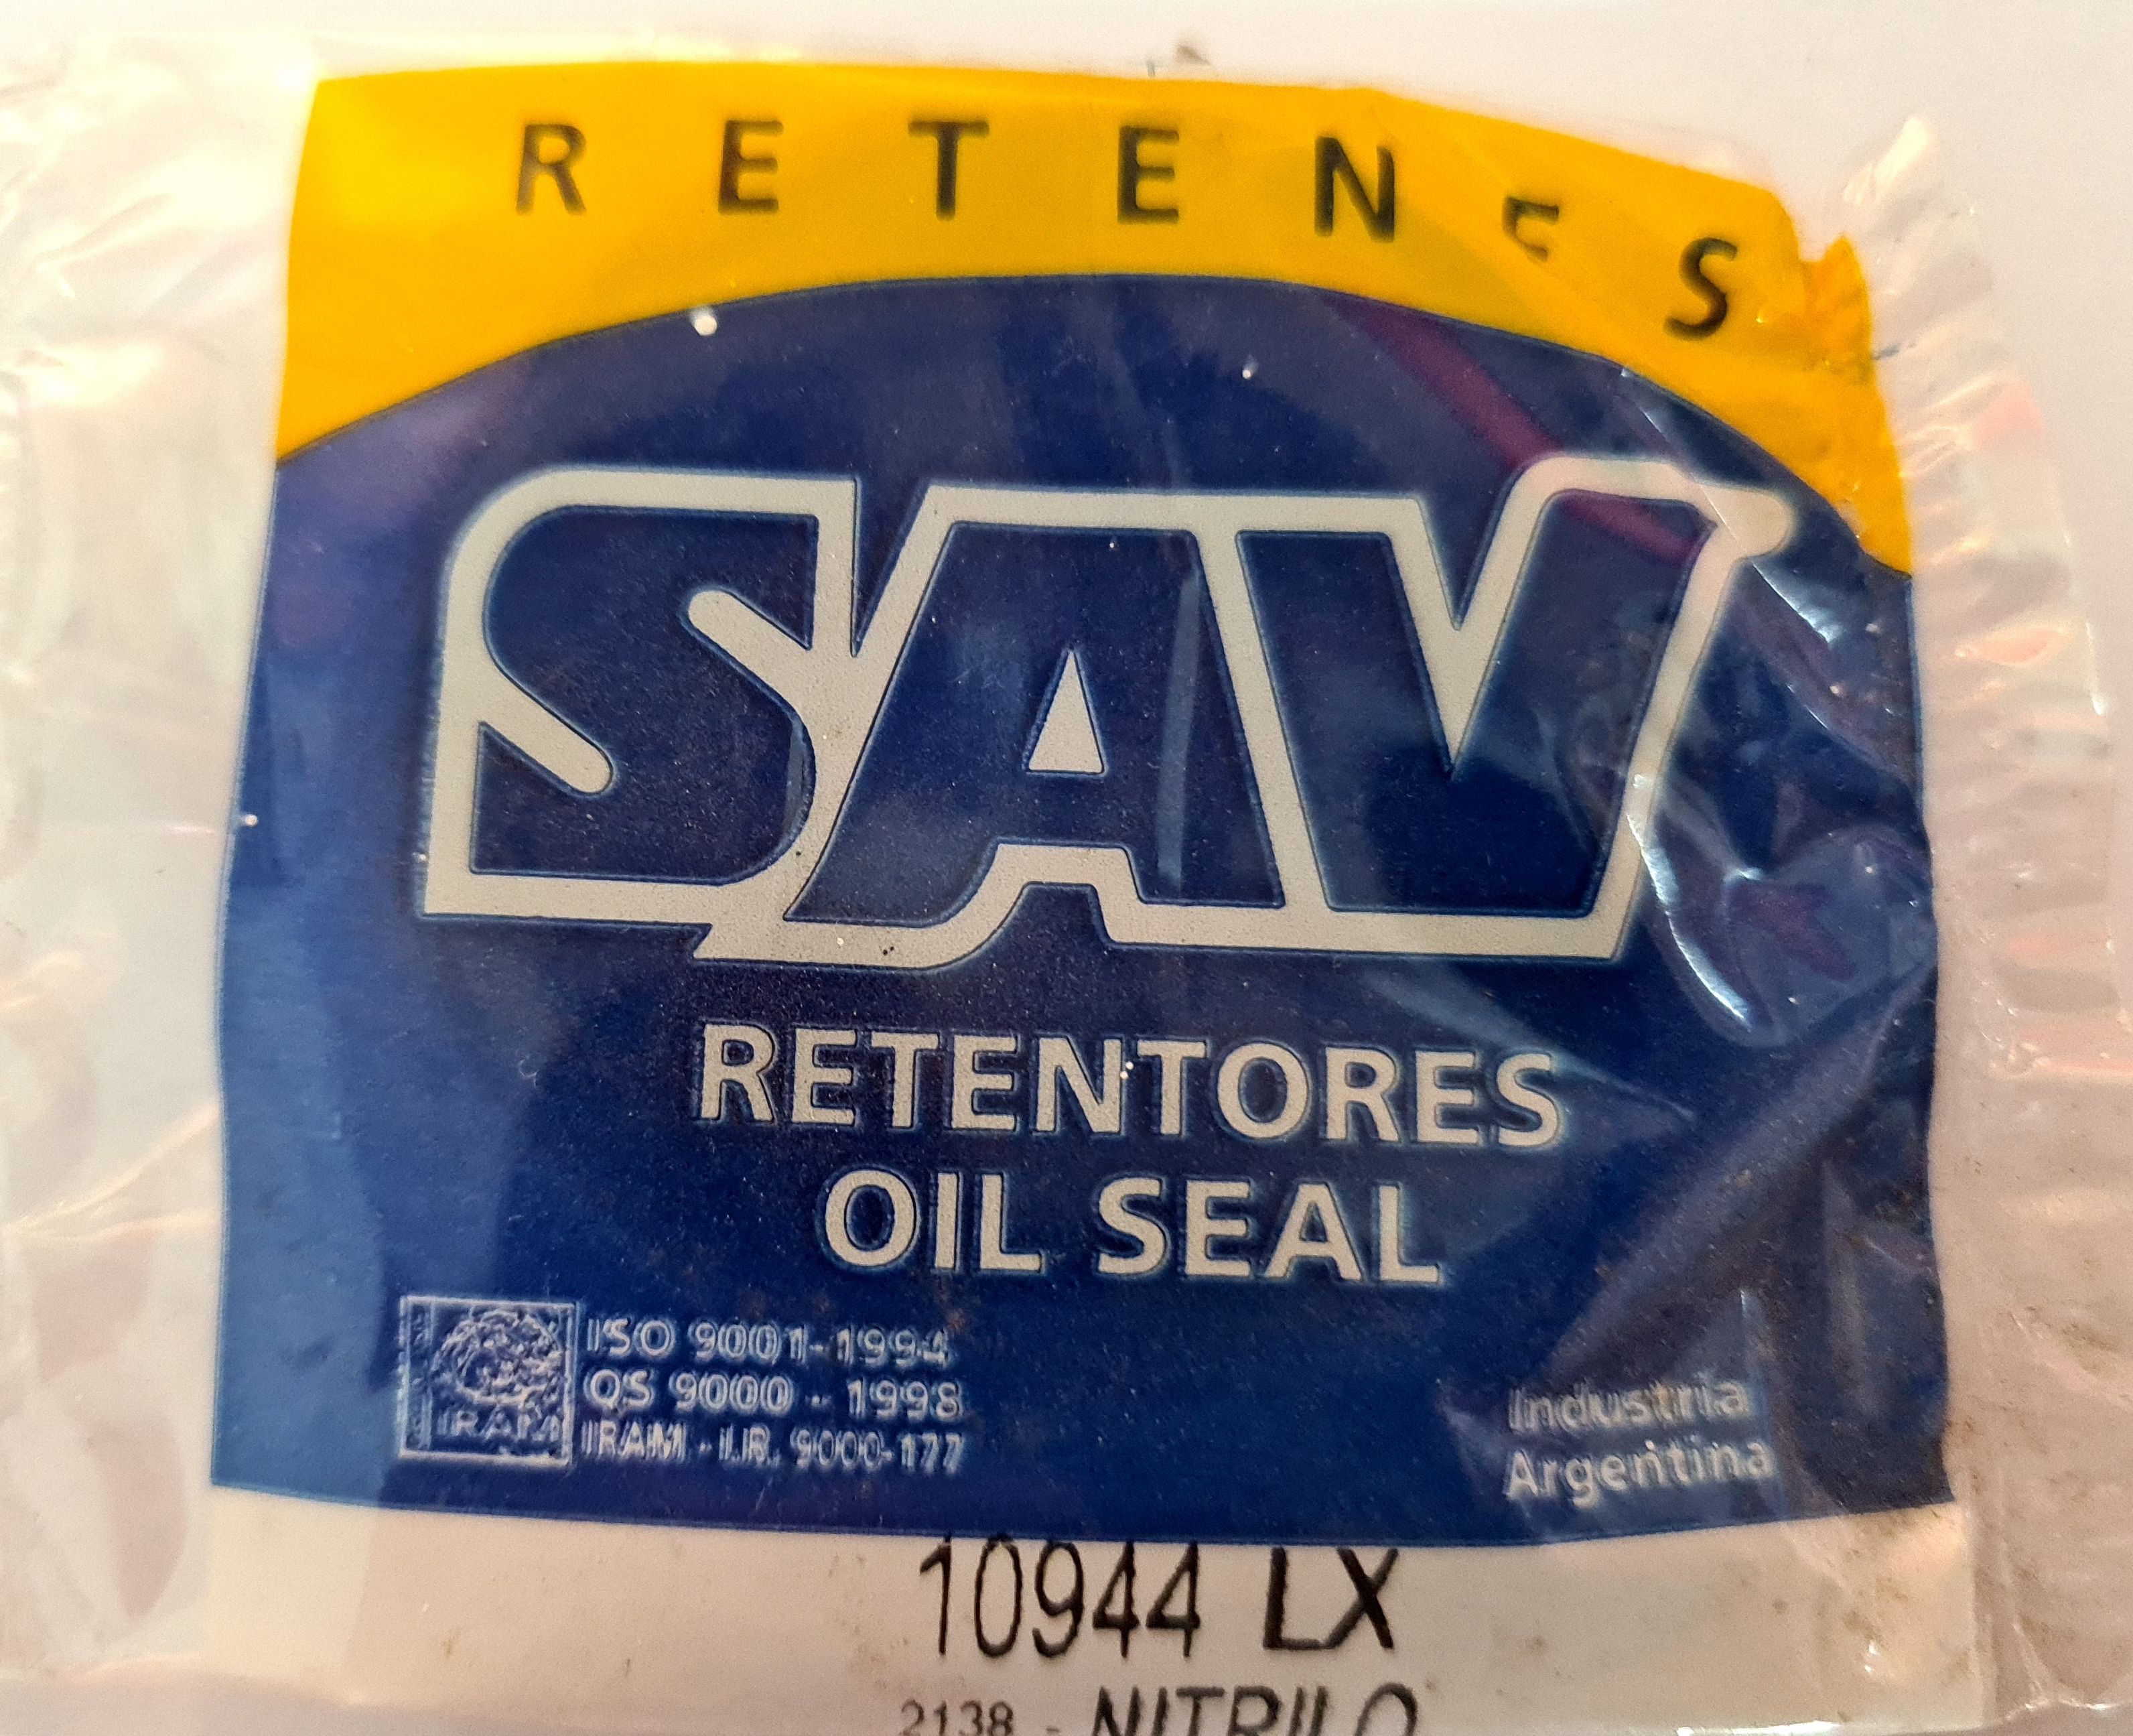 RETENES
SAV
RETENTORES
OIL SEAL
IRAM
ISO 9001-1994
QS 9000 - 1998
IRAM - I.R. 9000-177
Industria
Argentina
10944 LX
2138 - NITRILO